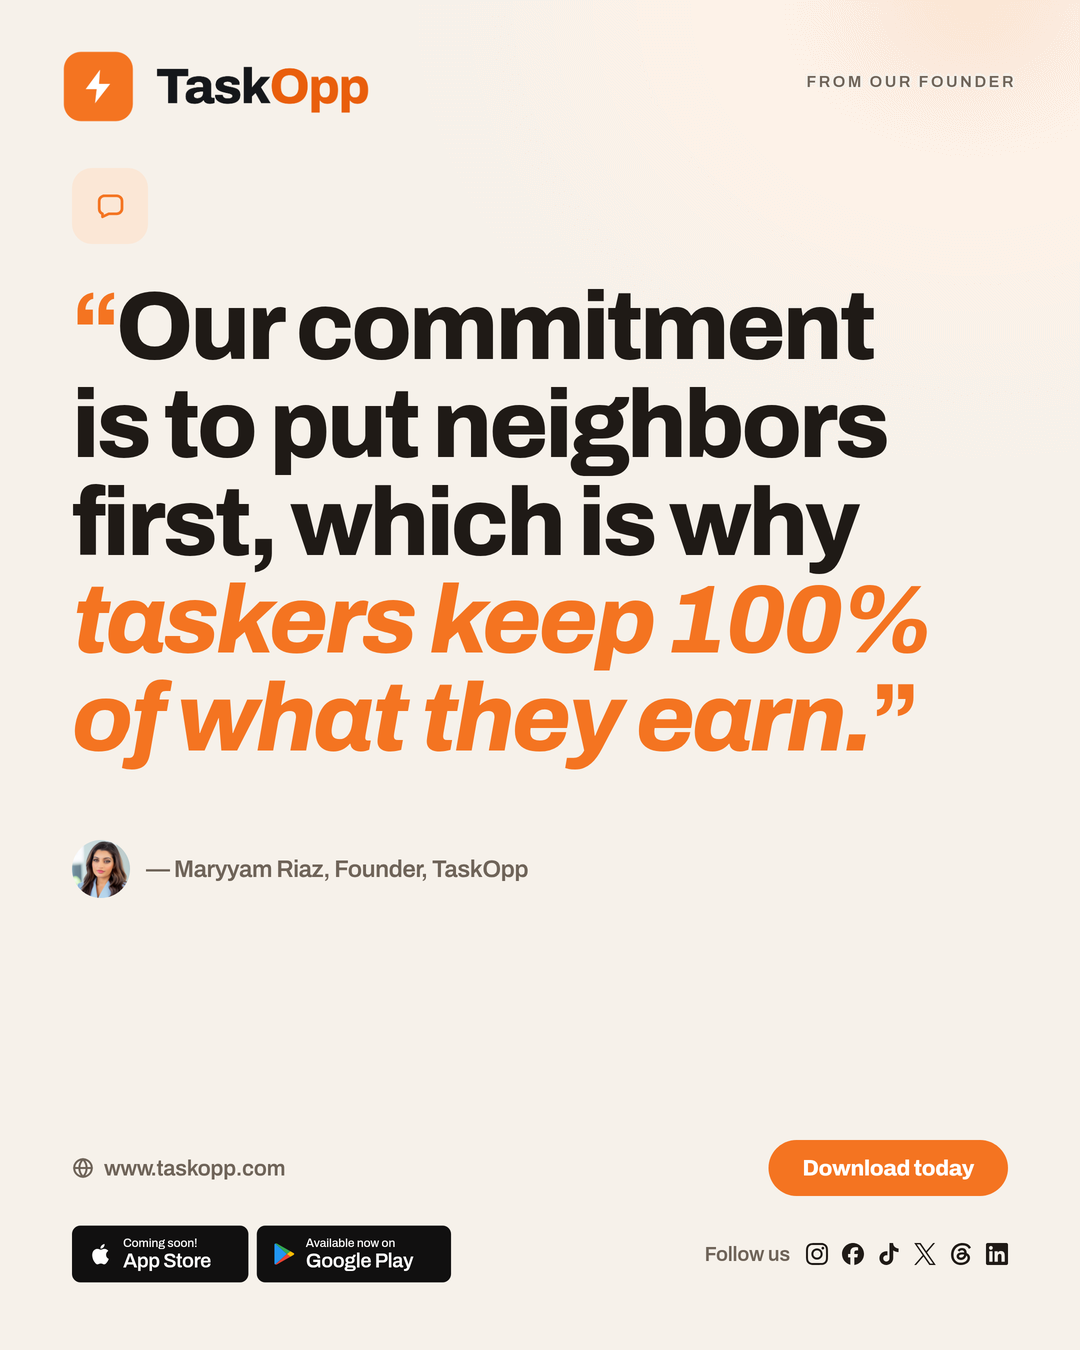 TaskOpp
FROM OUR FOUNDER
“Our commitment
is to put neighbors
first, which is why
taskers keep 100%
of what they earn.”
— Maryyam Riaz, Founder, TaskOpp
www.taskopp.com
Download today
Coming soon!
App Store
Available now on
Google Play
Follow us